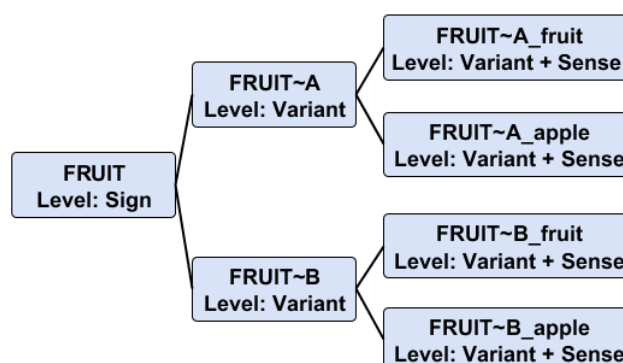 FRUIT
Level: Sign
FRUIT~A
Level: Variant
FRUIT~B
Level: Variant
FRUIT~A_fruit
Level: Variant + Sense
FRUIT~A_apple
Level: Variant + Sense
FRUIT~B_fruit
Level: Variant + Sense
FRUIT~B_apple
Level: Variant + Sense